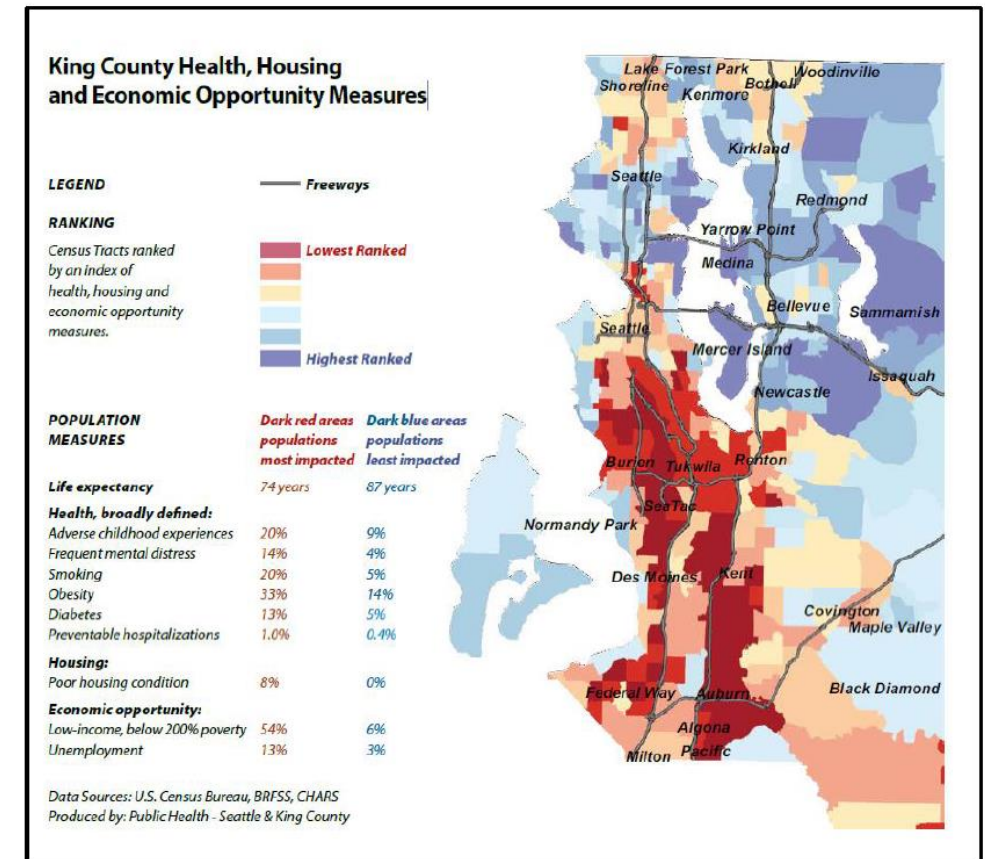 King County Health, Housing
and Economic Opportunity Measures
LEGEND
Freeways
RANKING
Census Tracts ranked
by an index of
health, housing and
economic opportunity
measures.
Lowest Ranked
Highest Ranked
POPULATION
MEASURES
Dark red areas
populations
most impacted
Dark blue areas
populations
least impacted
Life expectancy 74 years 87 years
Health, broadly defined:
Adverse childhood experiences 20% 9%
Frequent mental distress 14% 4%
Smoking 20% 5%
Obesity 33% 14%
Diabetes 13% 5%
Preventable hospitalizations 1.0% 0.4%
Housing:
Poor housing condition 8% 0%
Economic opportunity:
Low-income, below 200% poverty 54% 6%
Unemployment 13% 3%
Data Sources: U.S. Census Bureau, BRFSS, CHARS
Produced by: Public Health - Seattle & King County
Lake Forest Park
Woodinville
Shoreline
Bothell
Kenmore
Kirkland
Seattle
Redmond
Yarrow Point
Medina
Bellevue
Sammamish
Seattle
Mercer Island
Issaquah
Newcastle
Burien
Tukwila
Renton
SeaTac
Normandy Park
Des Moines
Kent
Covington
Maple Valley
Federal Way
Auburn
Black Diamond
Algona
Milton
Pacific